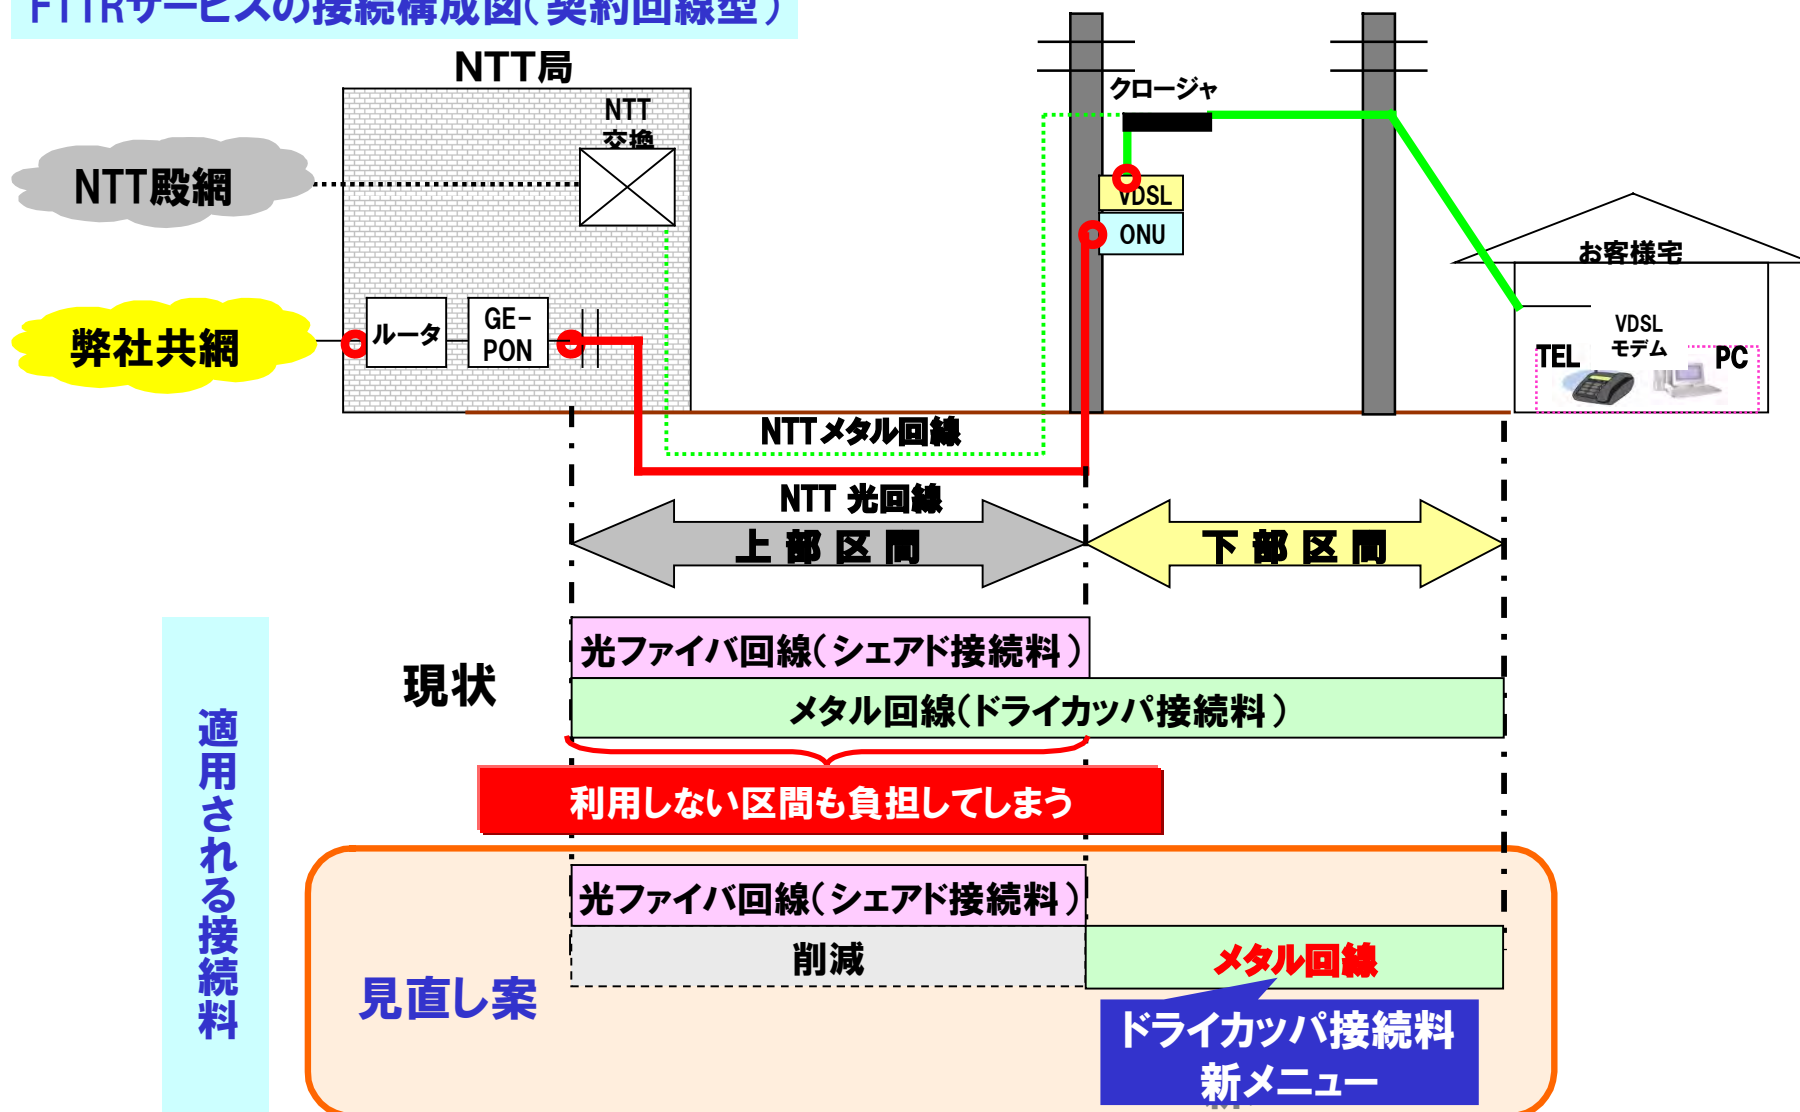 FTTRサービスの接続構成図(契約回線型)
NTT局
NTT
交換
クロージャ
NTT殿網
VDSL
ONU
お客様宅
弊社共網
ルータ
GE-
PON
VDSL
モデム
TEL
PC
NTTメタル回線
NTT 光回線
上部区間
下部区間
適用される接続料
現状
光ファイバ回線(シェアド接続料)
メタル回線(ドライカッパ接続料)
利用しない区間も負担してしまう
見直し案
光ファイバ回線(シェアド接続料)
削減
メタル回線
ドライカッパ接続料
新メニュー